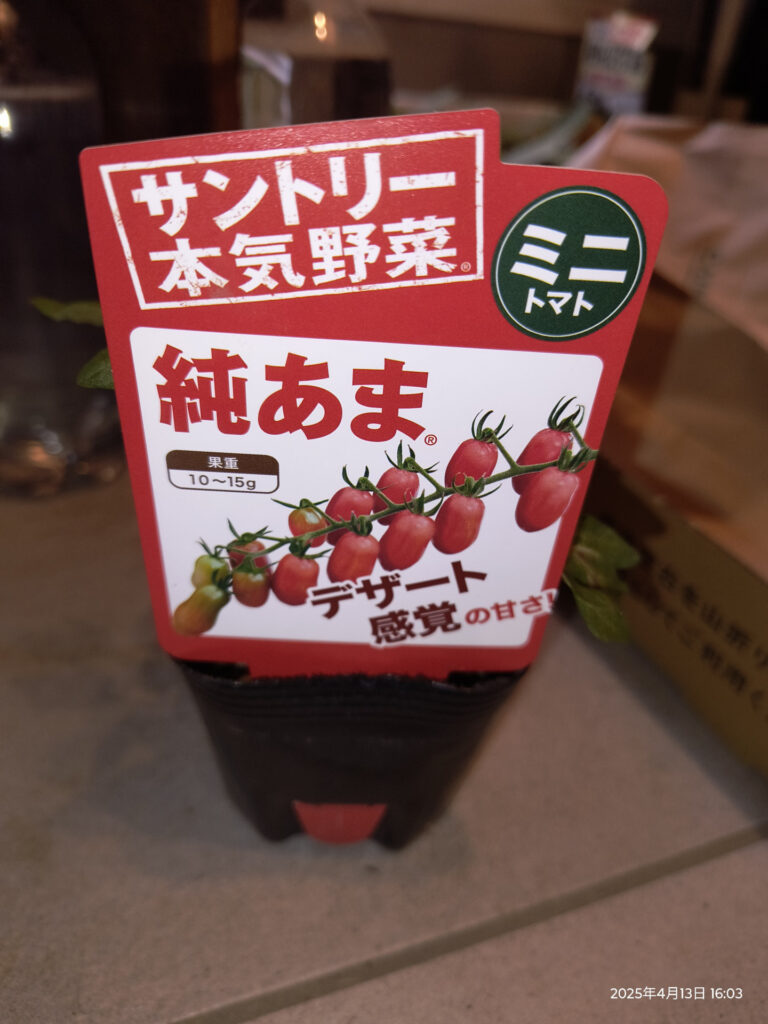 サントリー
本気野菜®
ミニ
トマト
純あま®
果重
10～15g
デザート
感覚の甘さ!
2025年4月13日 16:03